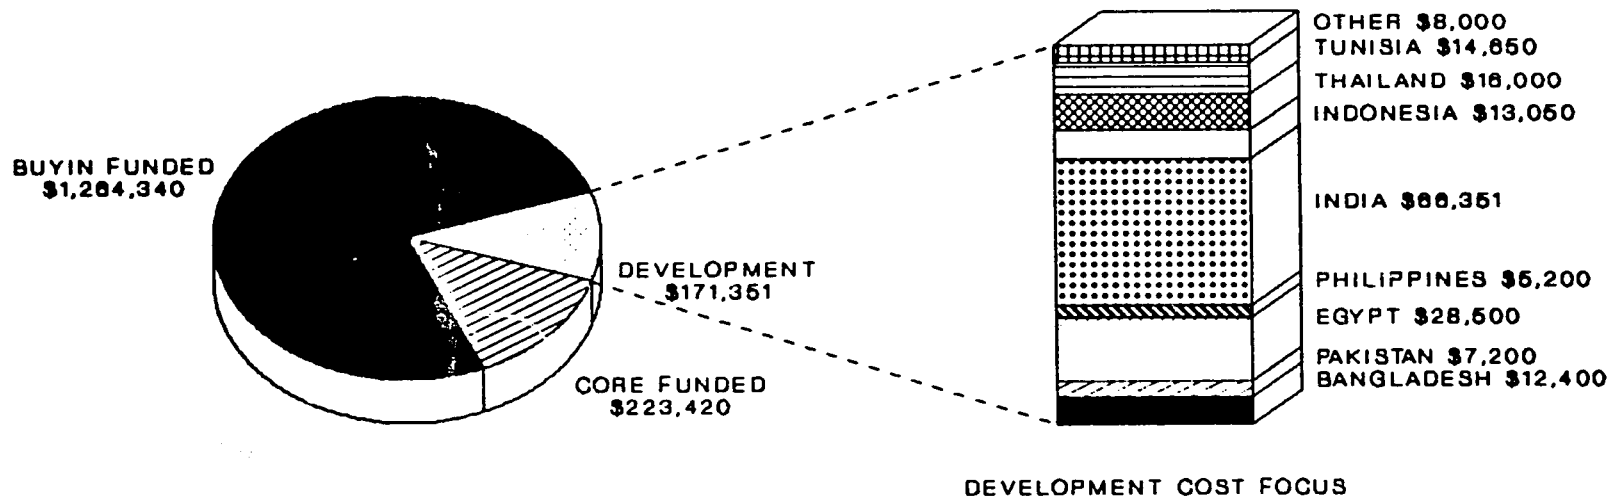 BUYIN FUNDED
$1,264,340
DEVELOPMENT
$171,351
CORE FUNDED
$223,420
OTHER $8,000
TUNISIA $14,650
THAILAND $16,000
INDONESIA $13,050
INDIA $66,351
PHILIPPINES $5,200
EGYPT $28,500
PAKISTAN $7,200
BANGLADESH $12,400
DEVELOPMENT COST FOCUS